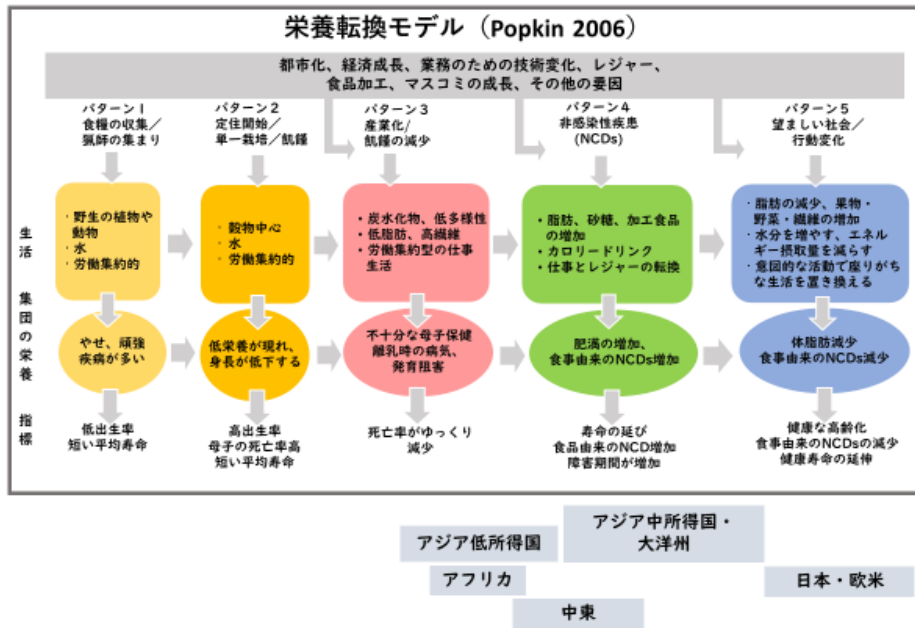 栄養転換モデル（Popkin 2006）
都市化、経済成長、業務のための技術変化、レジャー、
食品加工、マスコミの成長、その他の要因
パターン１
食糧の収集／
猟師の集まり
パターン２
定住開始／
単一栽培／飢饉
パターン３
産業化/
飢饉の減少
パターン４
非感染性疾患
(NCDs)
パターン５
望ましい社会／
行動変化
生活
・野生の植物や
動物
・水
・労働集約的
・穀物中心
・水
・労働集約的
• 炭水化物、低多様性
• 低脂肪、高繊維
• 労働集約型の仕事
生活
• 脂肪、砂糖、加工食品
の増加
• カロリードリンク
• 仕事とレジャーの転換
・脂肪の減少、果物・
野菜・繊維の増加
・水分を増やす、エネル
ギー摂取量を減らす
・意図的な活動で座りがち
な生活を置き換える
集団の栄養
やせ、頑強
疾病が多い
低栄養が現れ、
身長が低下する
不十分な母子保健
離乳時の病気、
発育阻害
肥満の増加、
食事由来のNCDs増加
体脂肪減少
食事由来のNCDs減少
指標
低出生率
短い平均寿命
高出生率
母子の死亡率高
短い平均寿命
死亡率がゆっくり
減少
寿命の延び
食品由来のNCD増加
障害期間が増加
健康な高齢化
食事由来のNCDsの減少
健康寿命の延伸
アジア低所得国
アジア中所得国・
大洋州
アフリカ
日本・欧米
中東